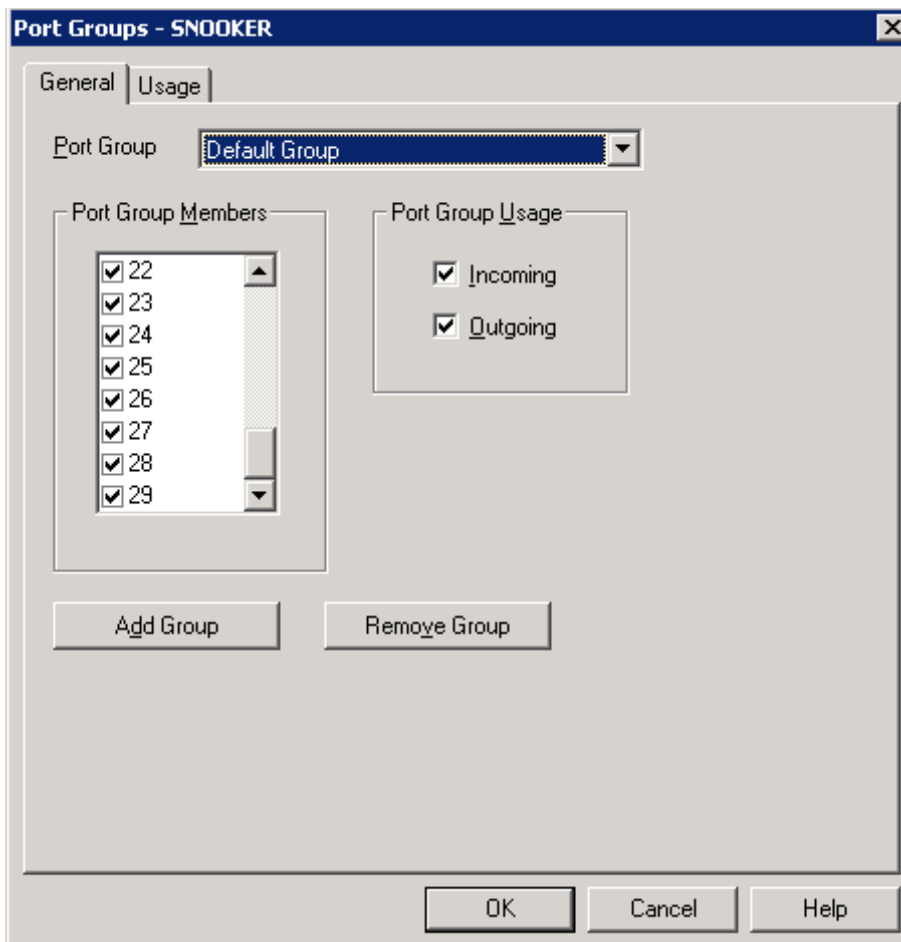 Port Groups - SNOOKER
General
Usage
Port Group
Default Group
Port Group Members
22
23
24
25
26
27
28
29
Port Group Usage
Incoming
Outgoing
Add Group
Remove Group
OK
Cancel
Help